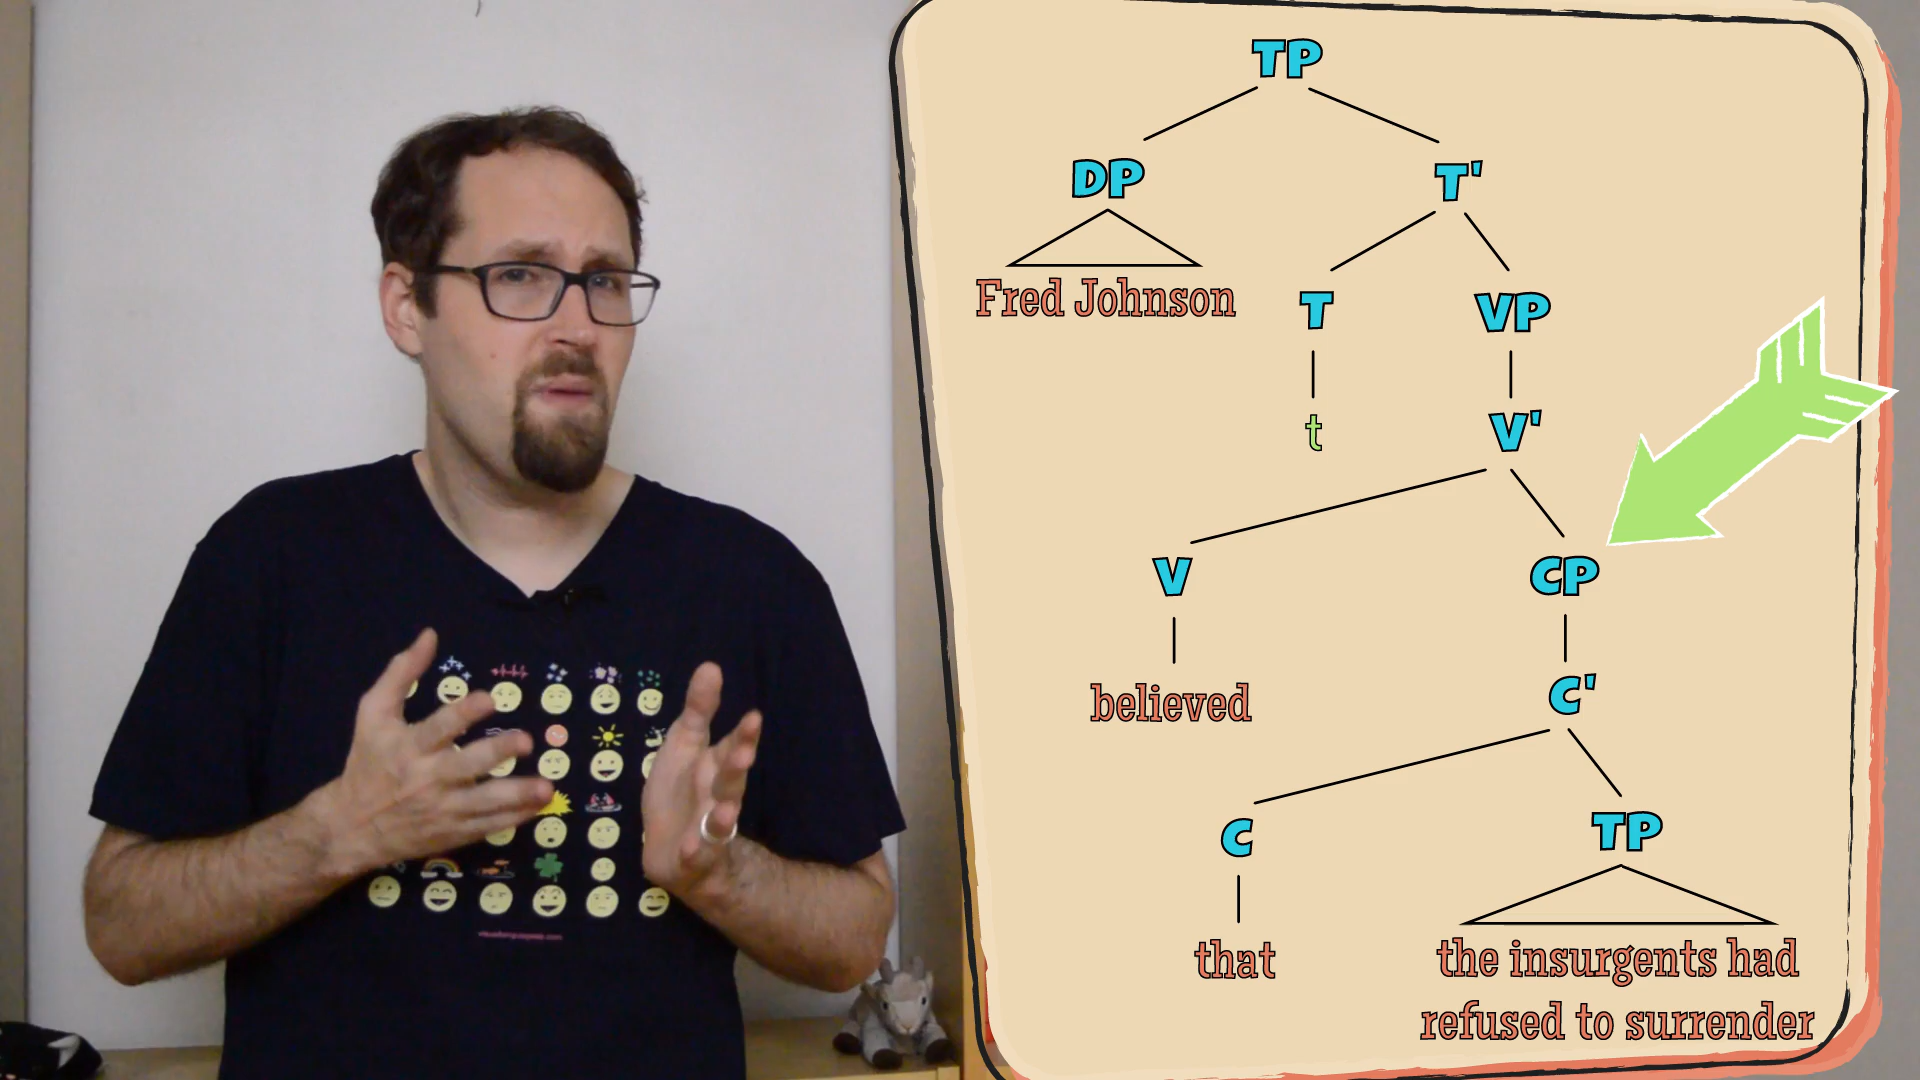 TP
DP T'
Fred Johnson
T VP
t V'
V CP
believed
C'
C TP
that
the insurgents had
refused to surrender